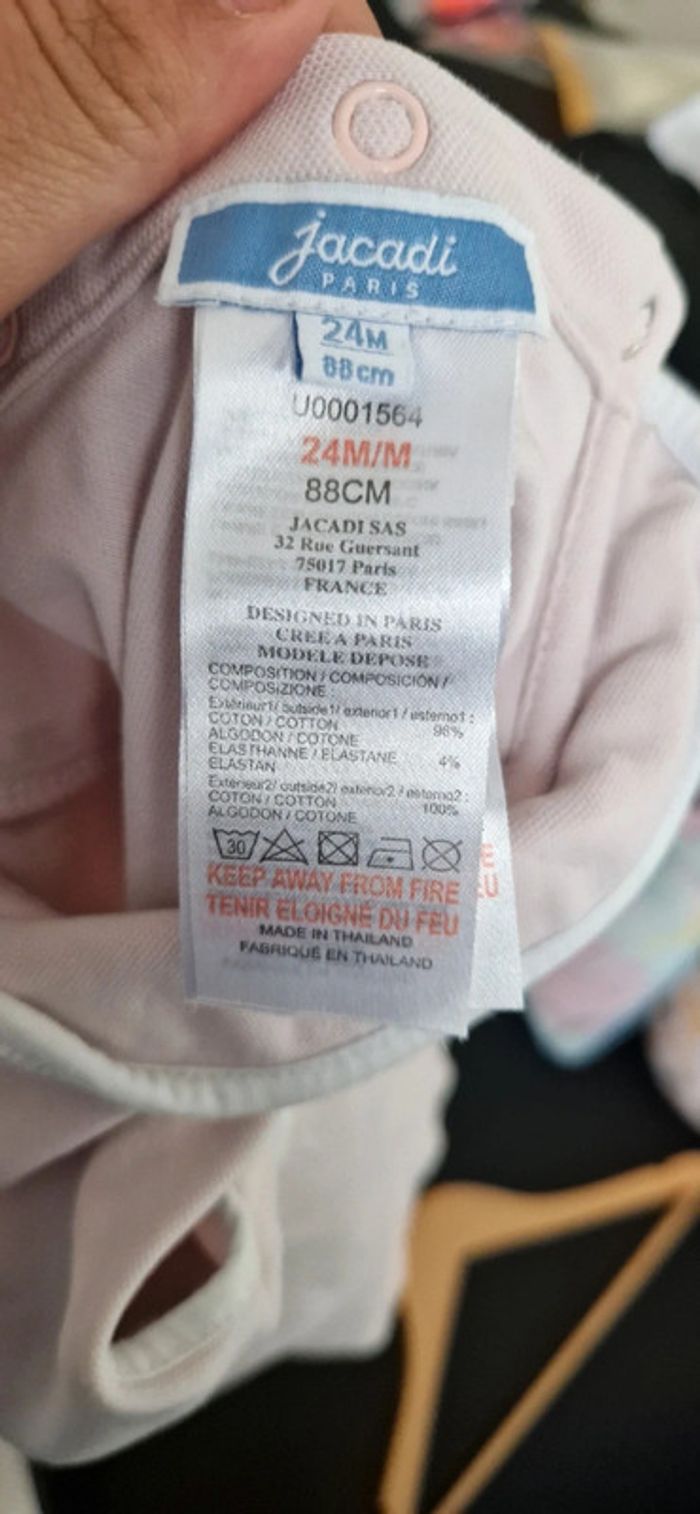 jacadi
PARIS
24M
88cm
U0001564
24M/M
88CM
JACADI SAS
32 Rue Guersant
75017 Paris
FRANCE
DESIGNED IN PARIS
CREE A PARIS
MODELE DEPOSE
COMPOSITION / COMPOSICIÓN /
COMPOSIZIONE
Extérieur1/ outside1/ exterior1 / esterno1 :
COTON / COTTON 96%
ALGODON / COTONE
ELASTHANNE / ELASTANE 4%
ELASTAN
Extérieur2/ outside2/ exterior2 / esterno2 :
COTON / COTTON 100%
ALGODON / COTONE
30
KEEP AWAY FROM FIRE
TENIR ELOIGNÉ DU FEU
MADE IN THAILAND
FABRIQUÉ EN THAILAND
E
EU